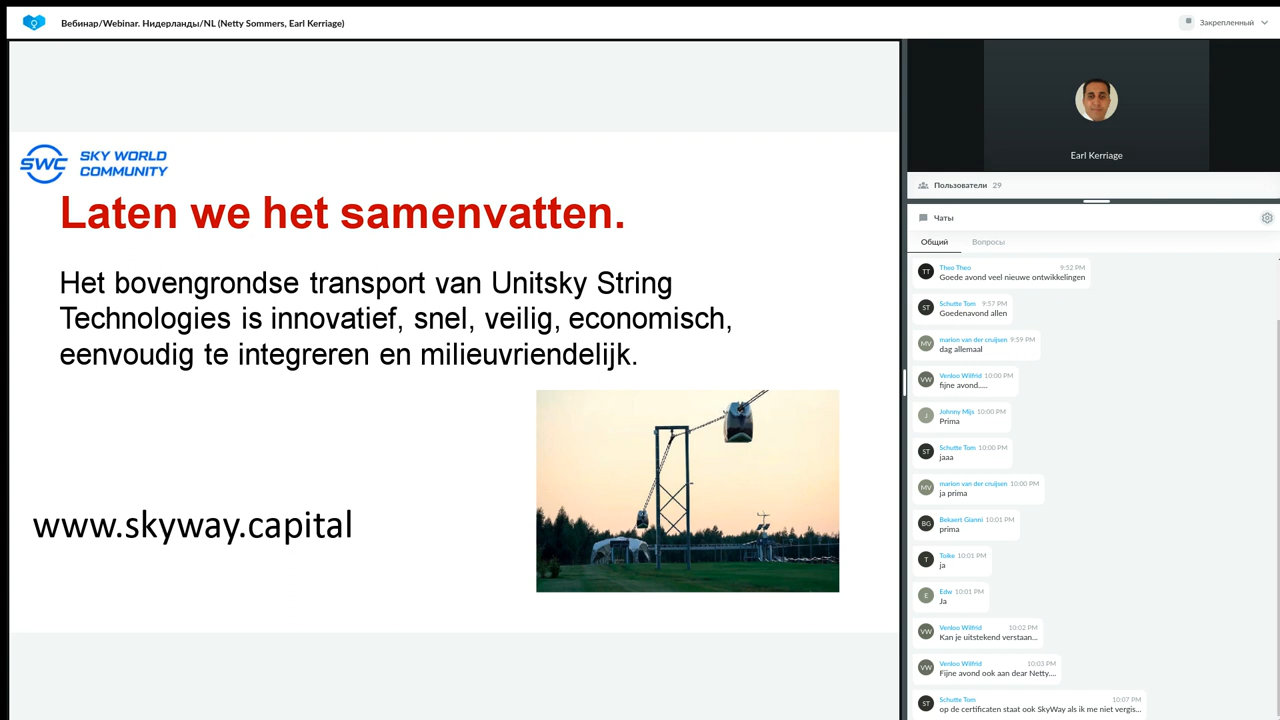 Вебинар/Webinar. Нидерланды/NL (Netty Sommers, Earl Kerriage)
Закрепленный
SWC SKY WORLD
COMMUNITY
Laten we het samenvatten.
Het bovengrondse transport van Unitsky String
Technologies is innovatief, snel, veilig, economisch,
eenvoudig te integreren en milieuvriendelijk.
www.skyway.capital
Earl Kerriage
Пользователи 29
Чаты
Общий Вопросы
TT Theo Theo 9:52 PM
Goede avond veel nieuwe ontwikkelingen
ST Schutte Tom 9:57 PM
Goedenavond allen
MV marion van der cruijsen 9:59 PM
dag allemaal
VW Venloo Wilfrid 10:00 PM
fijne avond.....
J Johnny Mijs 10:00 PM
Prima
ST Schutte Tom 10:00 PM
jaaa
MV marion van der cruijsen 10:00 PM
ja prima
BG Bekaert Gianni 10:01 PM
prima
T Toike 10:01 PM
ja
E Edw 10:01 PM
Ja
VW Venloo Wilfrid 10:02 PM
Kan je uitstekend verstaan...
VW Venloo Wilfrid 10:03 PM
Fijne avond ook aan dear Netty....
ST Schutte Tom 10:07 PM
op de certificaten staat ook SkyWay als ik me niet vergis...